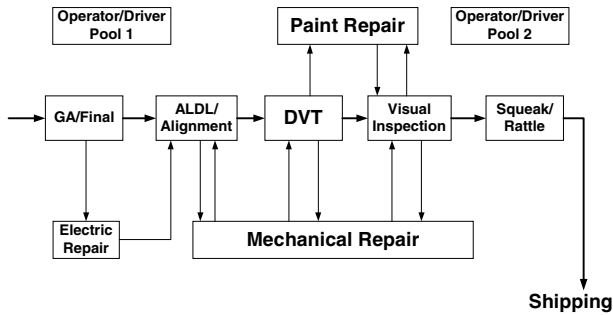 Operator/Driver
Pool 1
Paint Repair
Operator/Driver
Pool 2
GA/Final
ALDL/
Alignment
DVT
Visual
Inspection
Squeak/
Rattle
Electric
Repair
Mechanical Repair
Shipping